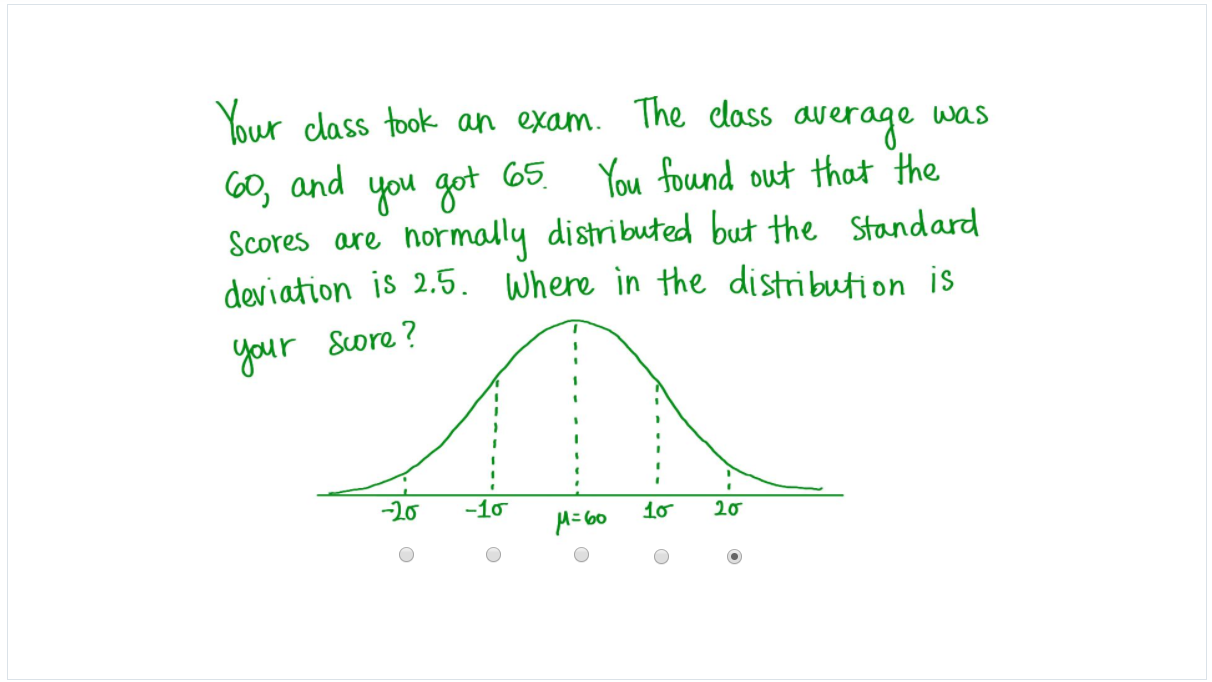 Your class took an exam. The class average was
60, and you got 65. You found out that the
scores are normally distributed but the standard
deviation is 2.5. Where in the distribution is
your score?
-2σ -1σ μ=60 1σ 2σ